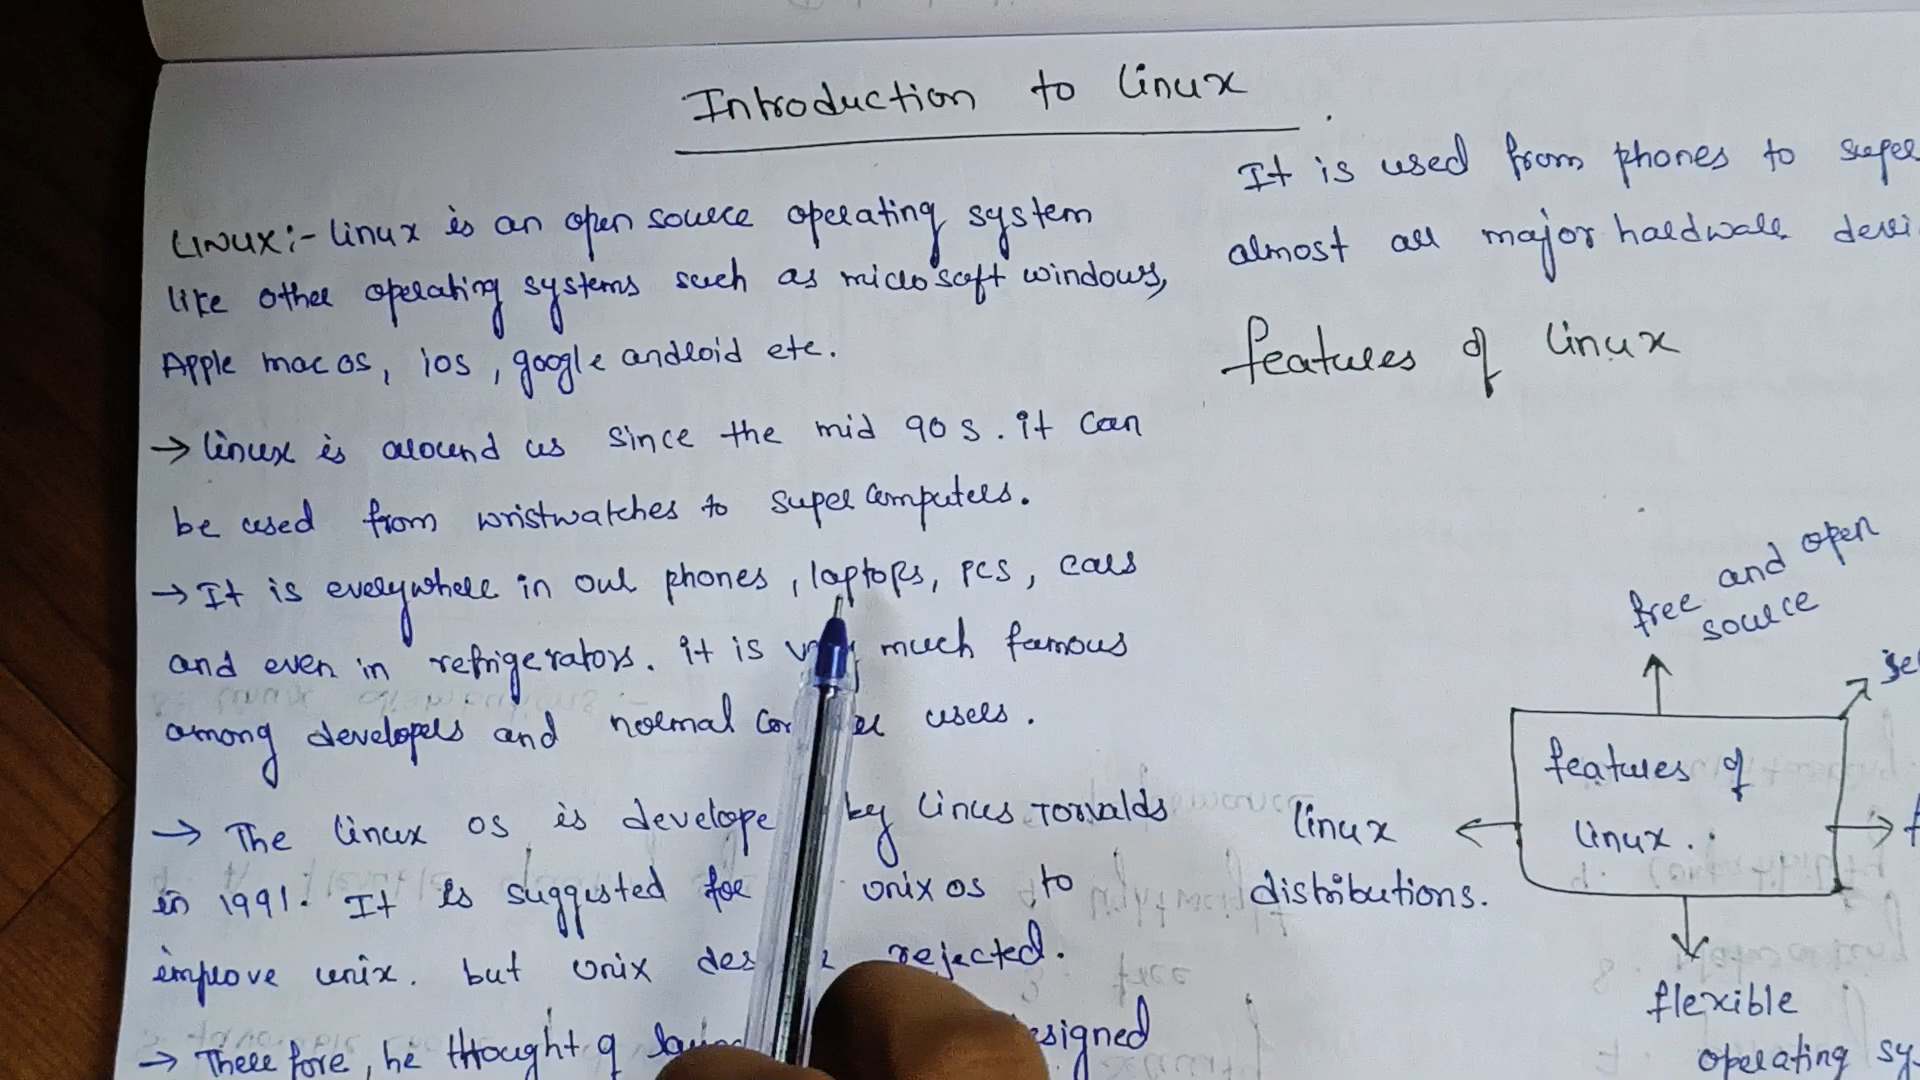 Introduction to Linux
LINUX:- Linux is an open source operating system
like other operating systems such as microsoft windows,
Apple mac os, ios, google android etc.
→ Linux is around us since the mid 90s. it can
be used from wristwatches to super computers.
→ It is everywhere in our phones, laptops, PCS, cars
and even in refrigerators. it is very much famous
among developers and normal users.
→ The linux os is develope by Linus Torvalds
in 1991. It is suggested for unix os to
improve unix. but unix rejected.
→ There fore, he thought of
It is used from phones to
almost all major hardware
features of Linux
free and open
source
features of
linux.
linux
distributions.
flexible
operating